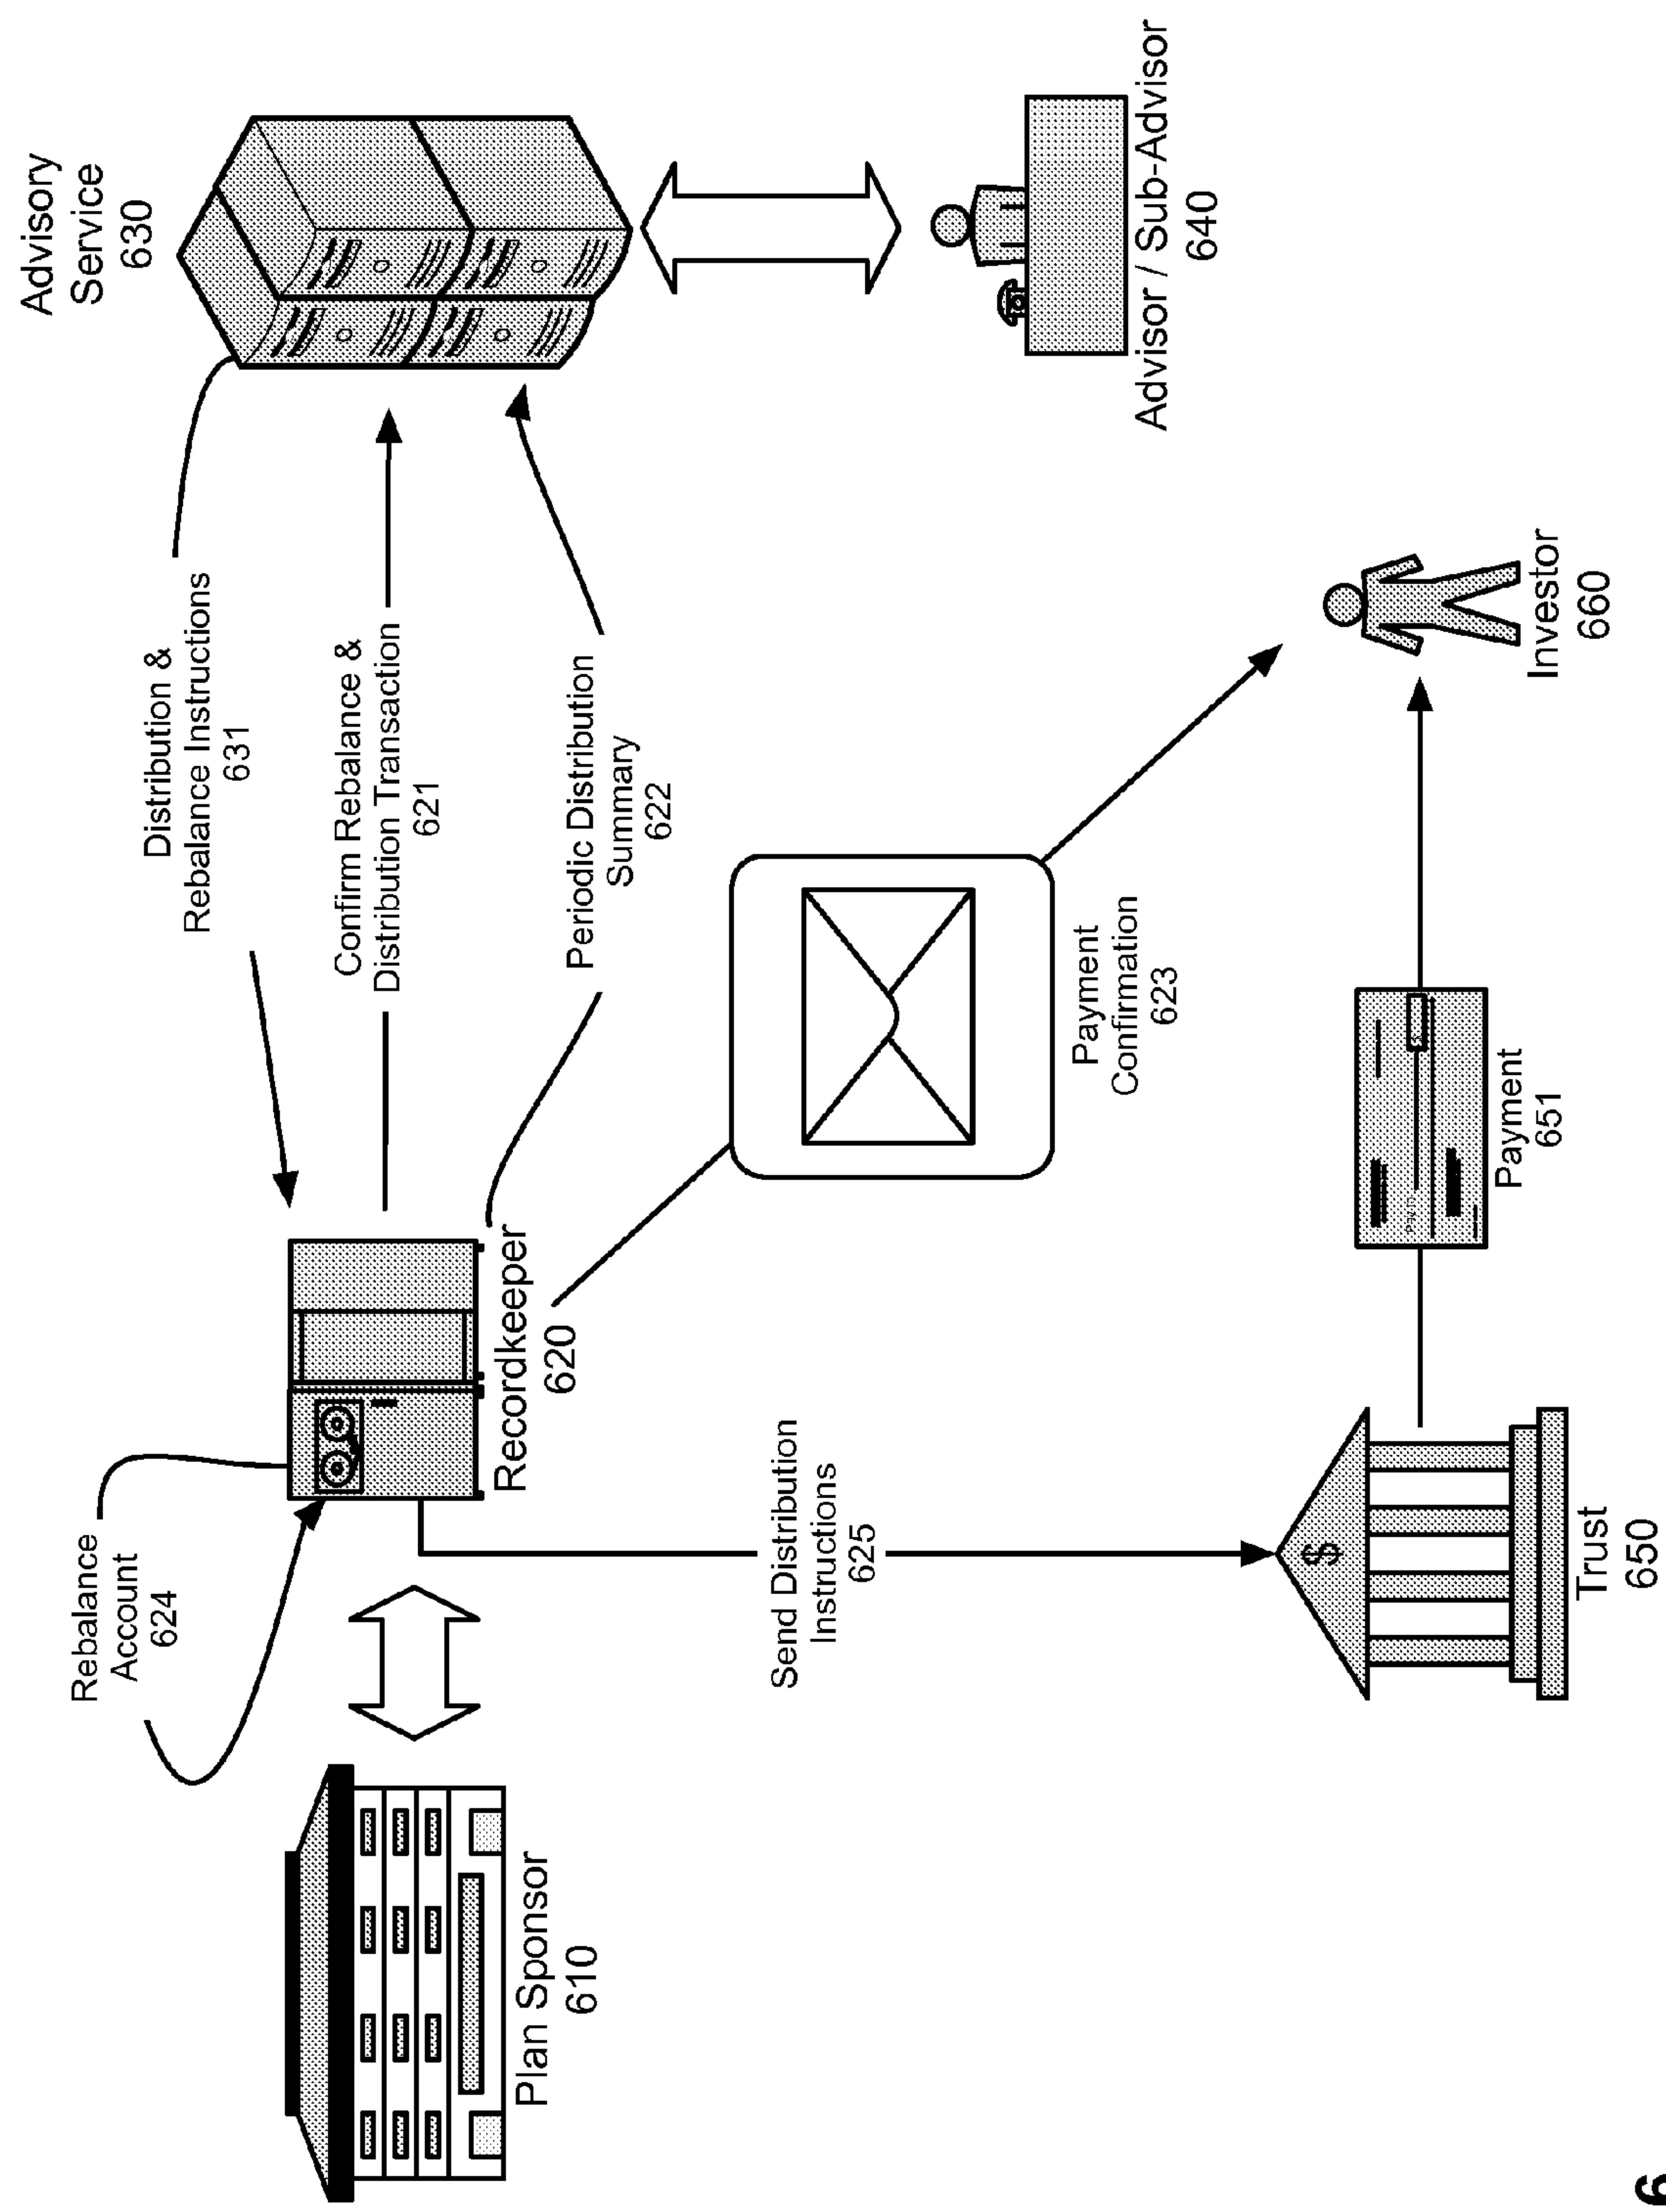 Advisory
Service
630
Distribution &
Rebalance Instructions
631
Confirm Rebalance &
Distribution Transaction
621
Periodic Distribution
Summary
622
Rebalance
Account
624
Recordkeeper
620
Plan Sponsor
610
Advisor / Sub-Advisor
640
Payment
Confirmation
623
Send Distribution
Instructions
625
$
Trust
650
Pay to
Payment
651
Investor
660
6